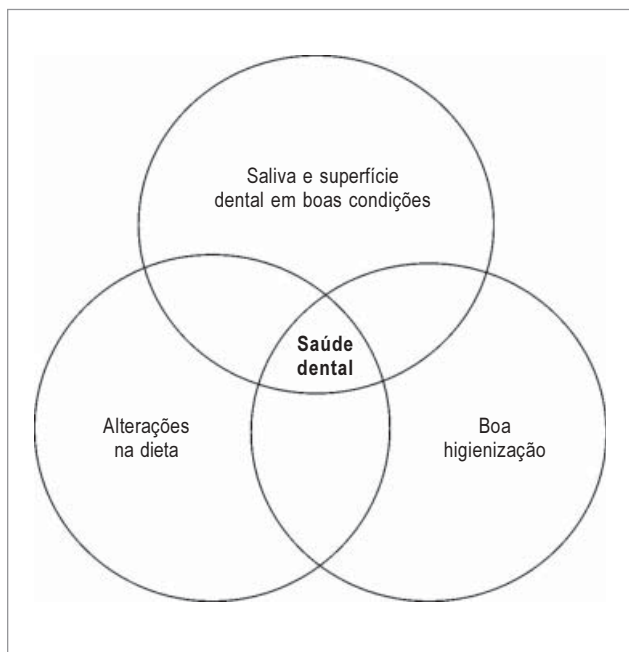 Saliva e superfície
dental em boas condições
Saúde
dental
Alterações
na dieta
Boa
higienização